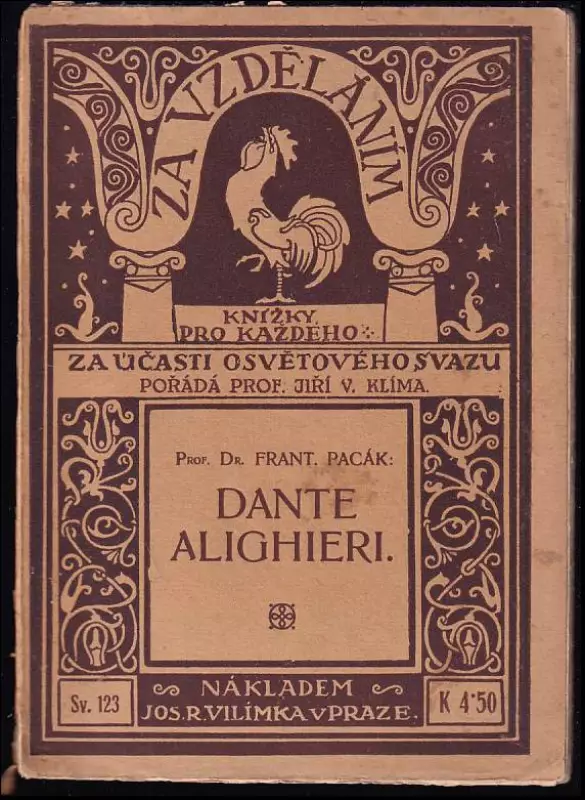 ZA VZDĚLÁNÍM
KNÍŽKY
PRO KAŽDÉHO
ZA ÚČASTI OSVĚTOVÉHO SVAZU
POŘÁDÁ PROF. JIŘÍ V. KLÍMA.
PROF. DR. FRANT. PACÁK:
DANTE
ALIGHIERI.
Sv. 123
NÁKLADEM
JOS. R. VILÍMKA V PRAZE.
K 4·50